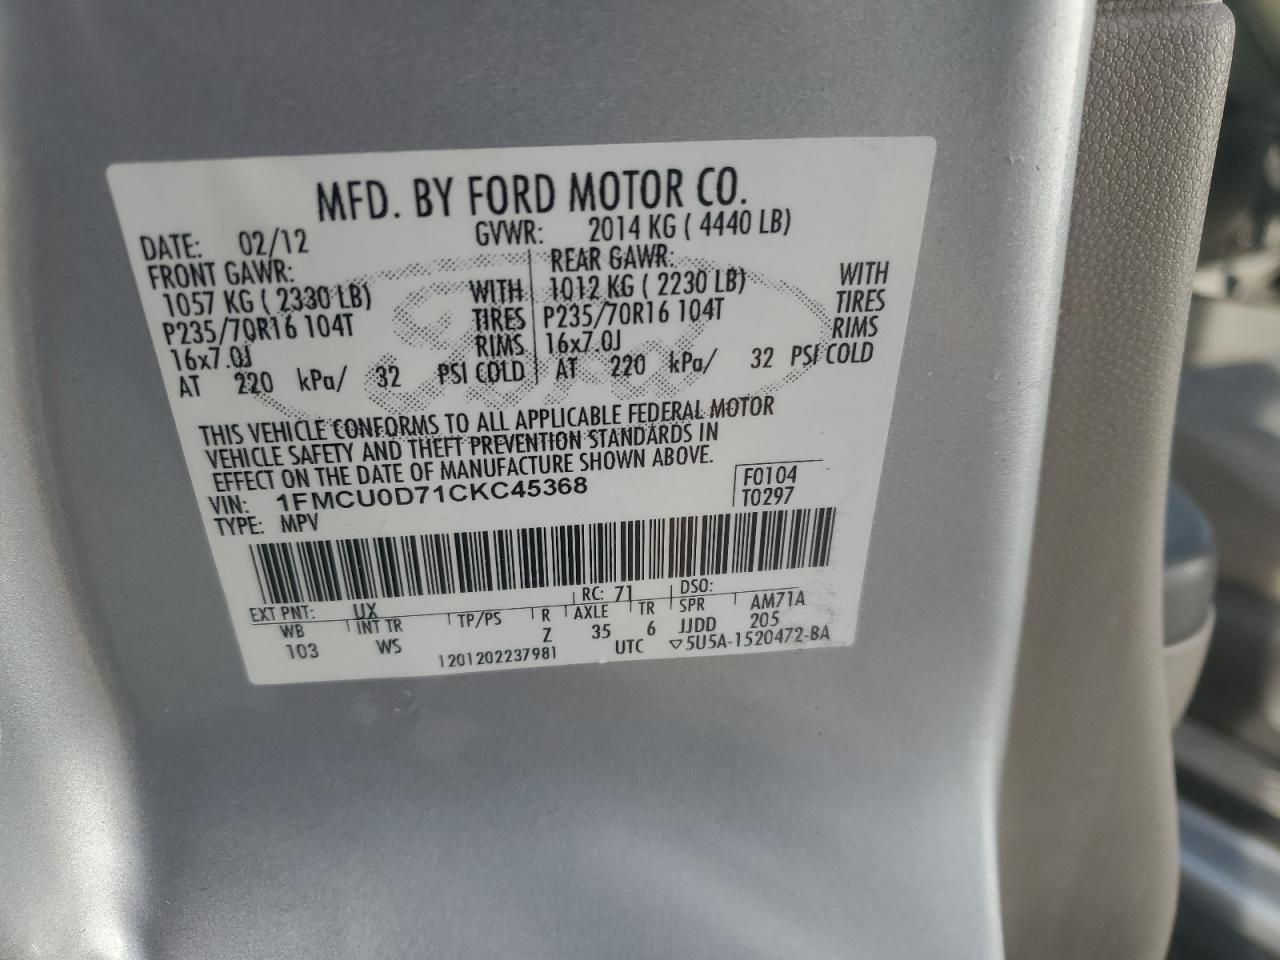 MFD. BY FORD MOTOR CO.
DATE: 02/12 GVWR: 2014 KG ( 4440 LB)
FRONT GAWR: REAR GAWR:
1057 KG ( 2330 LB) WITH 1012 KG ( 2230 LB) WITH
P235/70R16 104T TIRES P235/70R16 104T TIRES
16x7.0J RIMS 16x7.0J RIMS
AT 220 kPa/ 32 PSI COLD AT 220 kPa/ 32 PSI COLD
Ford
THIS VEHICLE CONFORMS TO ALL APPLICABLE FEDERAL MOTOR
VEHICLE SAFETY AND THEFT PREVENTION STANDARDS IN
EFFECT ON THE DATE OF MANUFACTURE SHOWN ABOVE.
VIN: 1FMCU0D71CKC45368 F0104
TYPE: MPV T0297
EXT PNT: UX RC: 71 DSO:
WB INT TR TP/PS R AXLE TR SPR AM71A
103 WS Z 35 6 JJDD 205
1201202237981 UTC ▽5U5A-1520472-BA